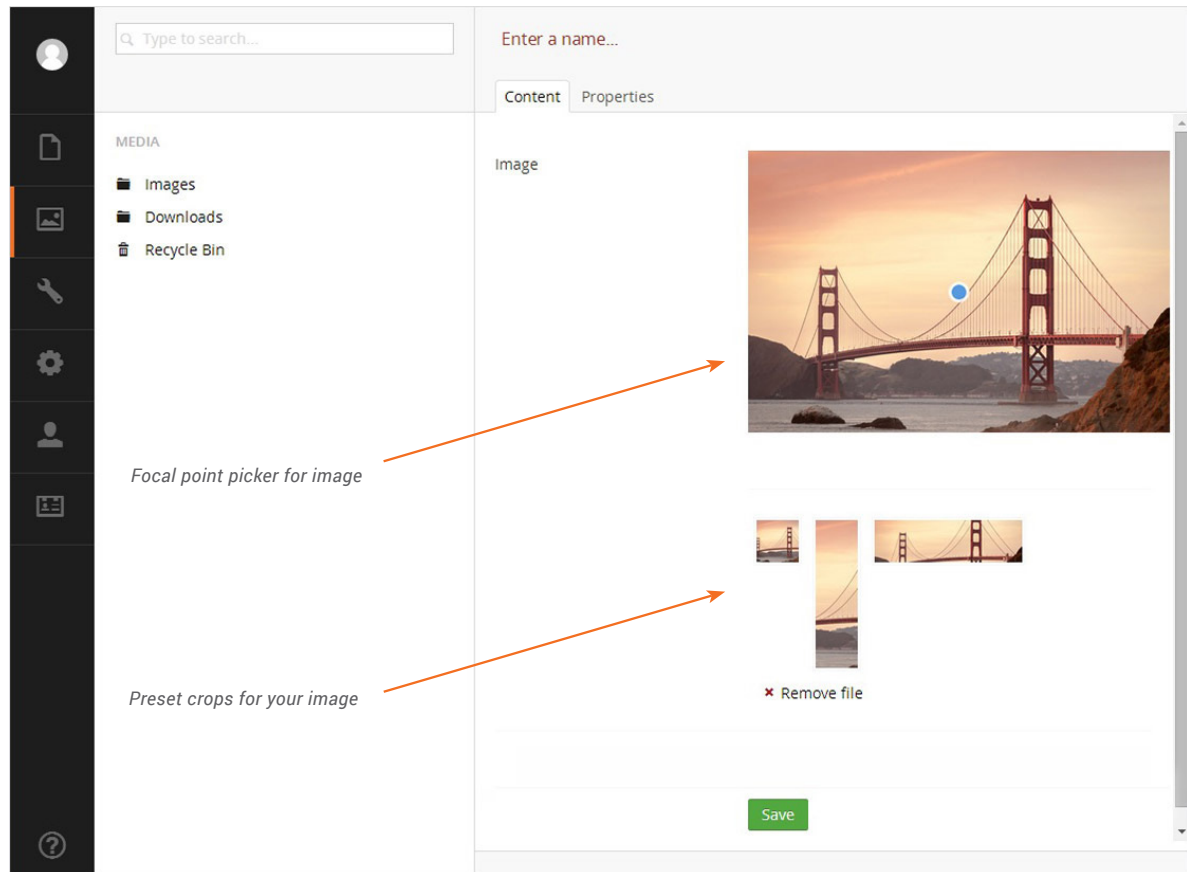 Type to search...
Enter a name...
Content Properties
MEDIA
Images
Downloads
Recycle Bin
Image
Focal point picker for image
Preset crops for your image
Remove file
Save